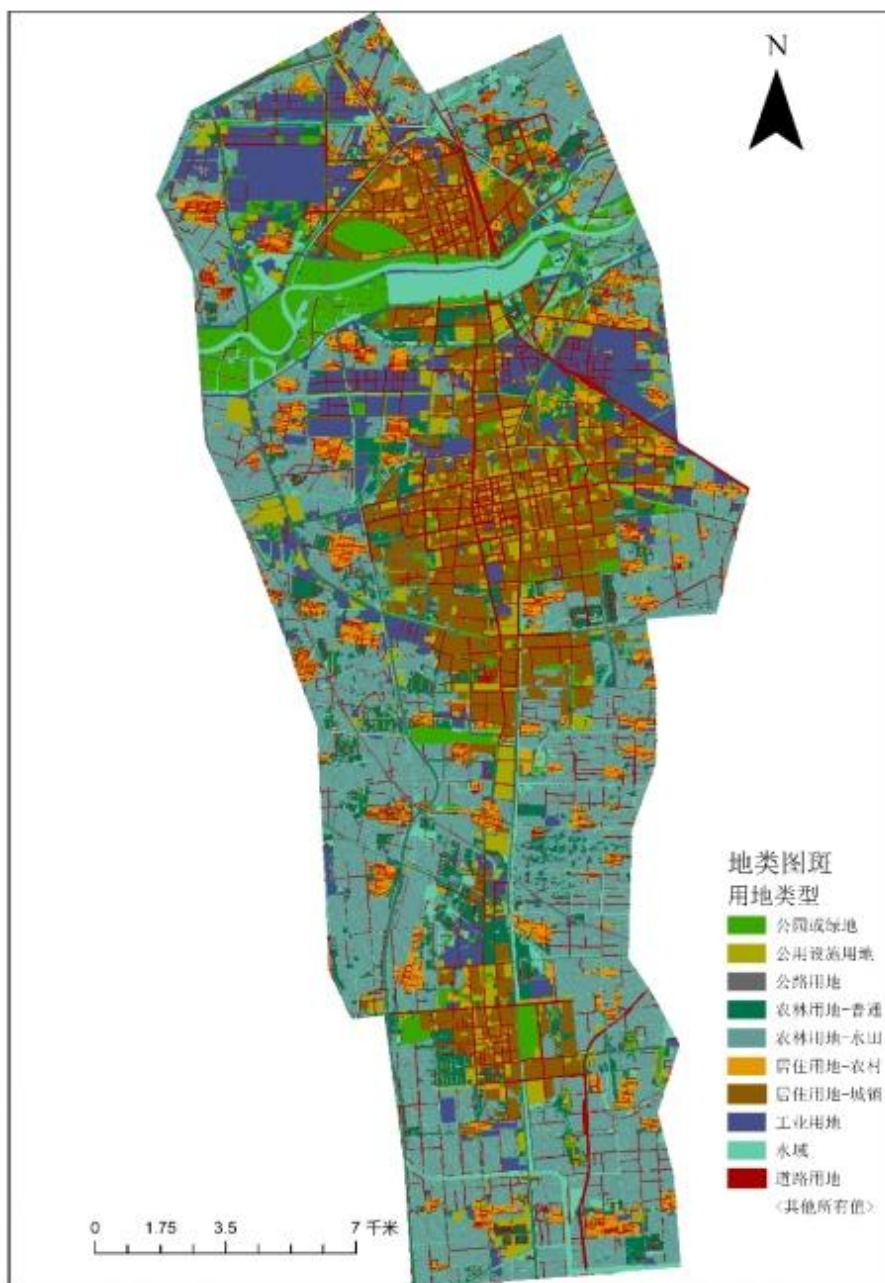 N
地类图斑
用地类型
公园或绿地
公用设施用地
公路用地
农林用地-普通
农林用地-水田
居住用地-农村
居住用地-城镇
工业用地
水域
道路用地
<其他所有值>
0 1.75 3.5 7 千米